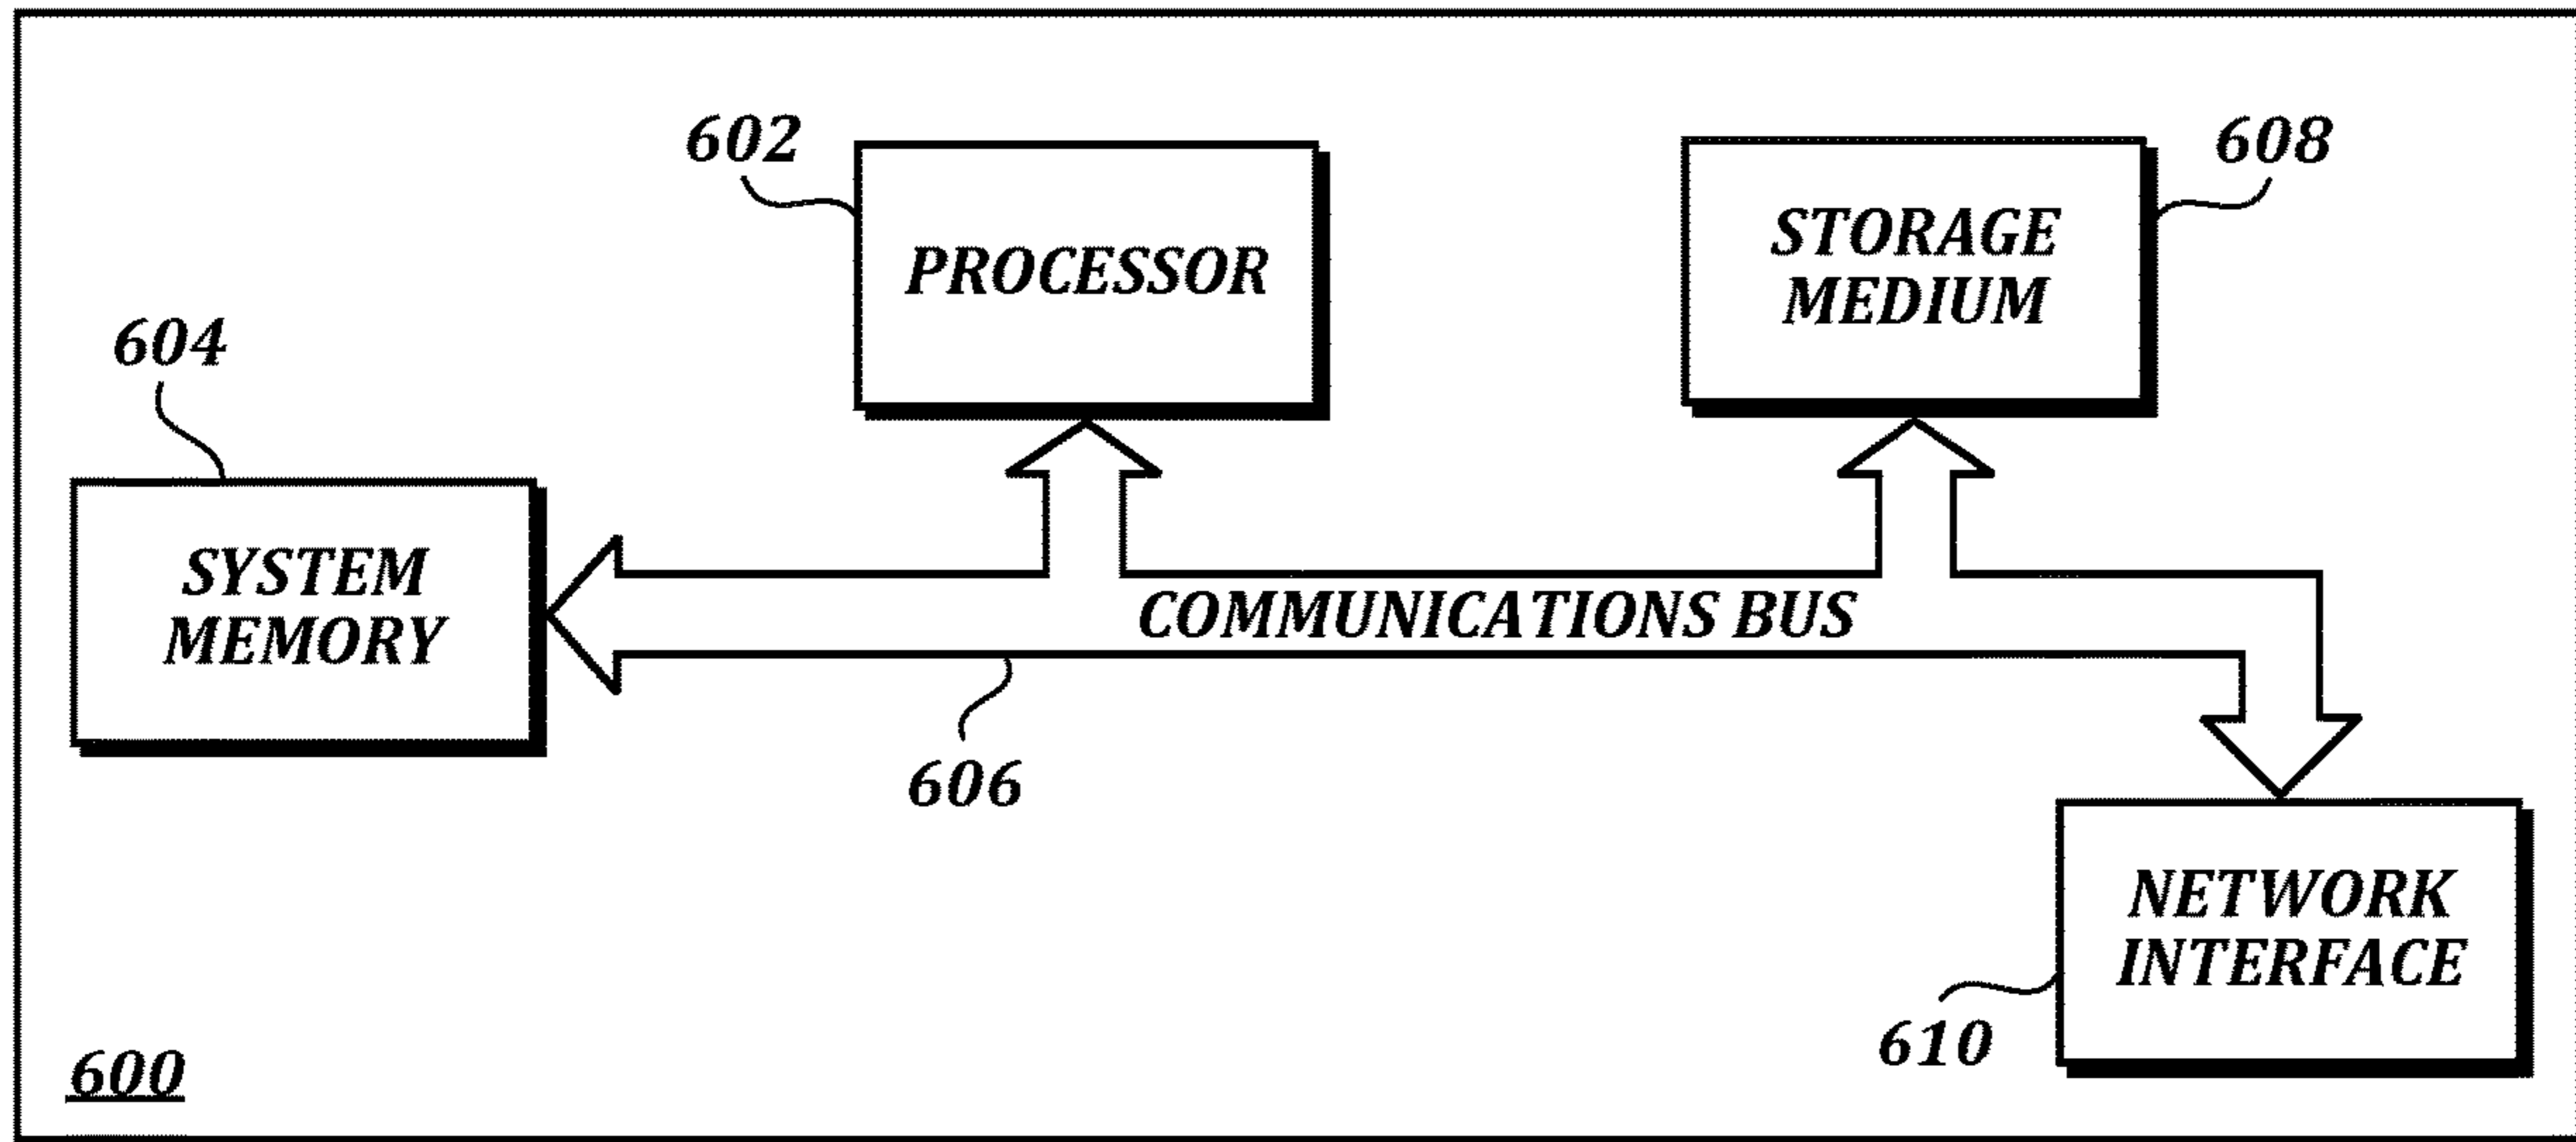 602
PROCESSOR
608
STORAGE
MEDIUM
604
SYSTEM
MEMORY
COMMUNICATIONS BUS
606
NETWORK
INTERFACE
610
600